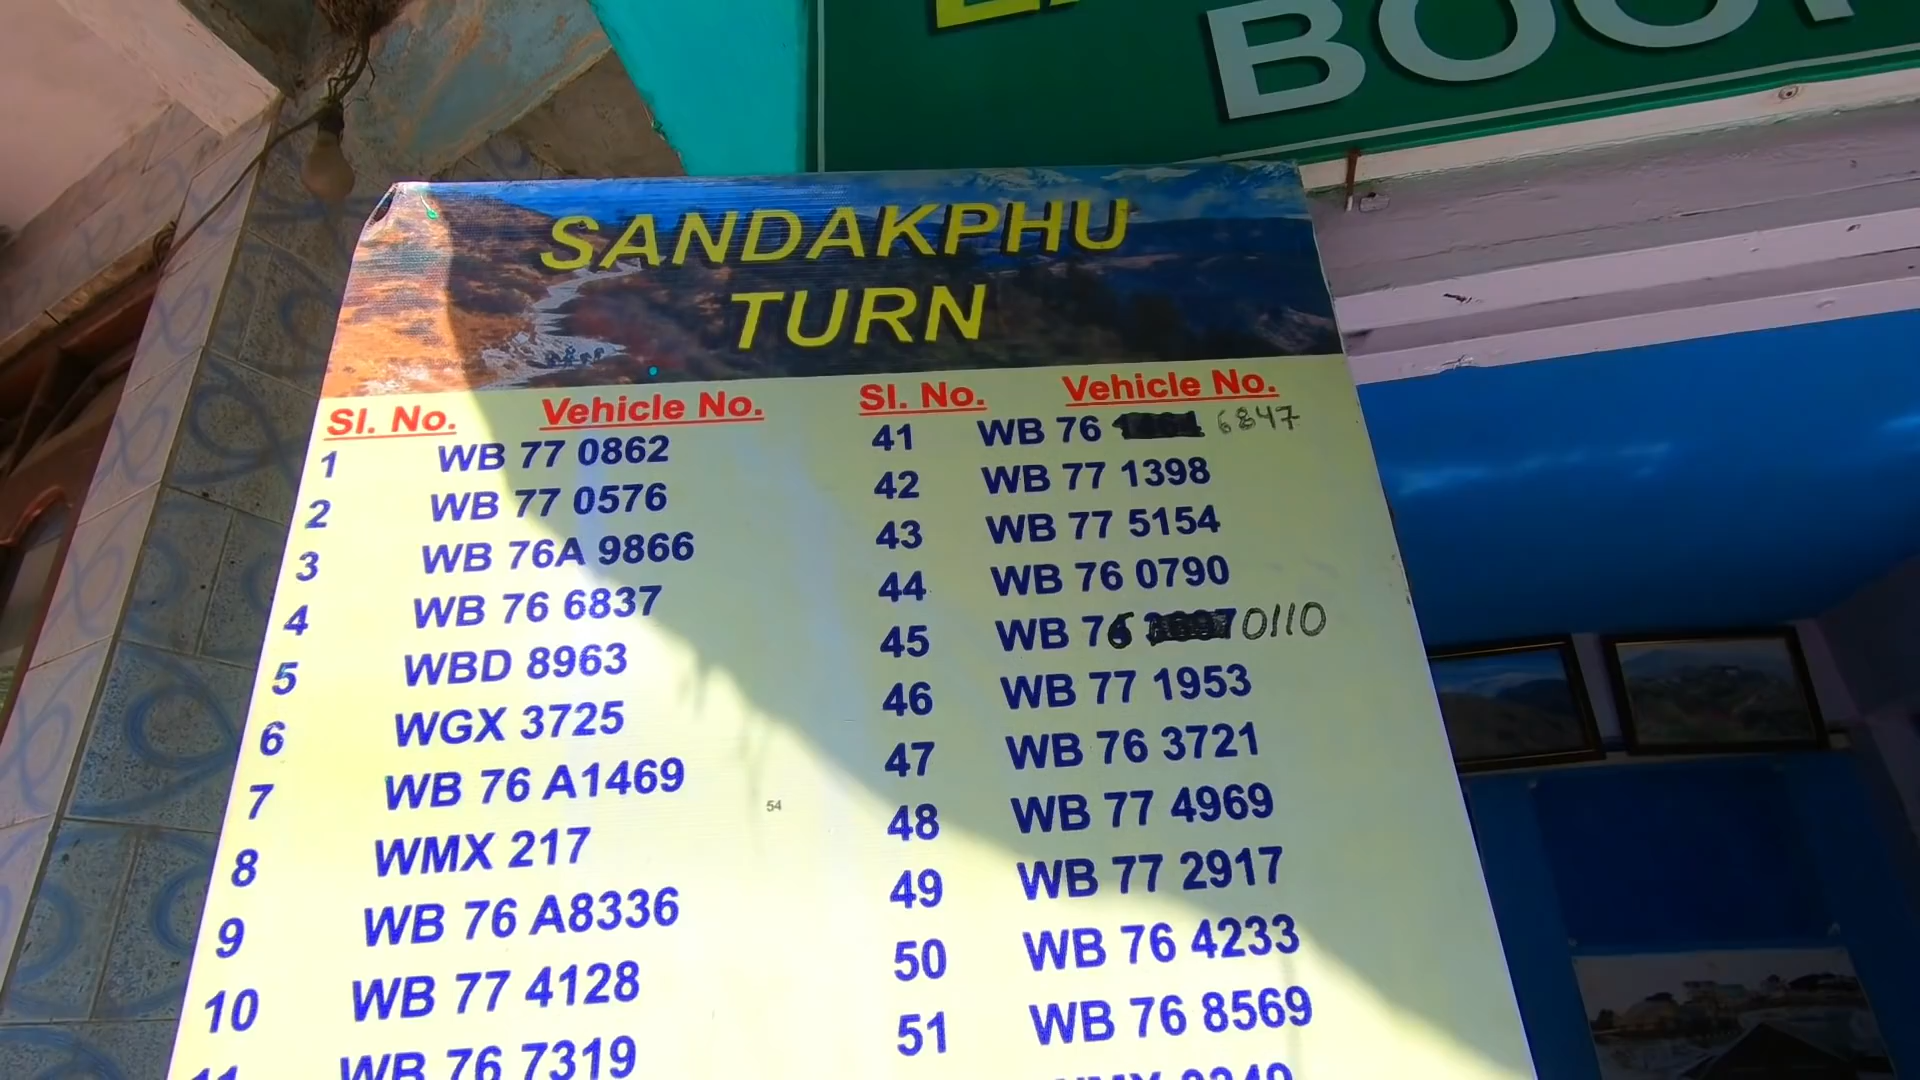 BOO
SANDAKPHU
TURN
Sl. No. Vehicle No.
1 WB 77 0862
2 WB 77 0576
3 WB 76A 9866
4 WB 76 6837
5 WBD 8963
6 WGX 3725
7 WB 76 A1469
8 WMX 217
9 WB 76 A8336
10 WB 77 4128
11 WB 76 7319
54
Sl. No. Vehicle No.
41 WB 76 6847
42 WB 77 1398
43 WB 77 5154
44 WB 76 0790
45 WB 76 0110
46 WB 77 1953
47 WB 76 3721
48 WB 77 4969
49 WB 77 2917
50 WB 76 4233
51 WB 76 8569